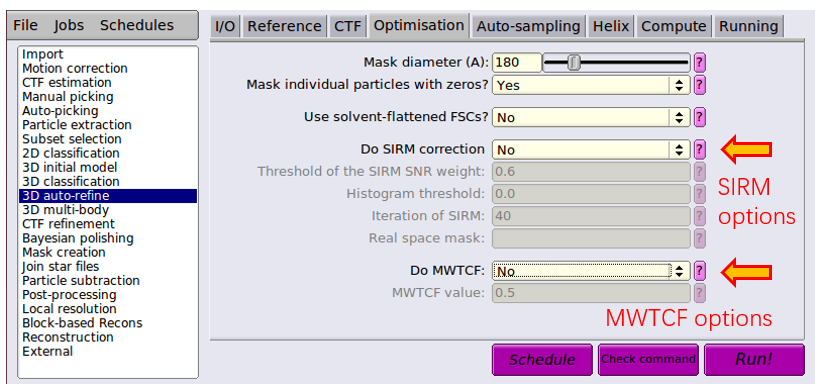 File Jobs Schedules
I/O Reference CTF Optimisation Auto-sampling Helix Compute Running
Import
Motion correction
CTF estimation
Manual picking
Auto-picking
Particle extraction
Subset selection
2D classification
3D initial model
3D classification
3D auto-refine
3D multi-body
CTF refinement
Bayesian polishing
Mask creation
Join star files
Particle subtraction
Post-processing
Local resolution
Block-based Recons
Reconstruction
External
Mask diameter (A): 180 ?
Mask individual particles with zeros? Yes ?
Use solvent-flattened FSCs? No ?
Do SIRM correction No ?
Threshold of the SIRM SNR weight: 0.6 ?
Histogram threshold: 0.0 ?
Iteration of SIRM: 40 ?
Real space mask: ?
SIRM
options
Do MWTCF: No ?
MWTCF value: 0.5 ?
MWTCF options
Schedule Check command Run!